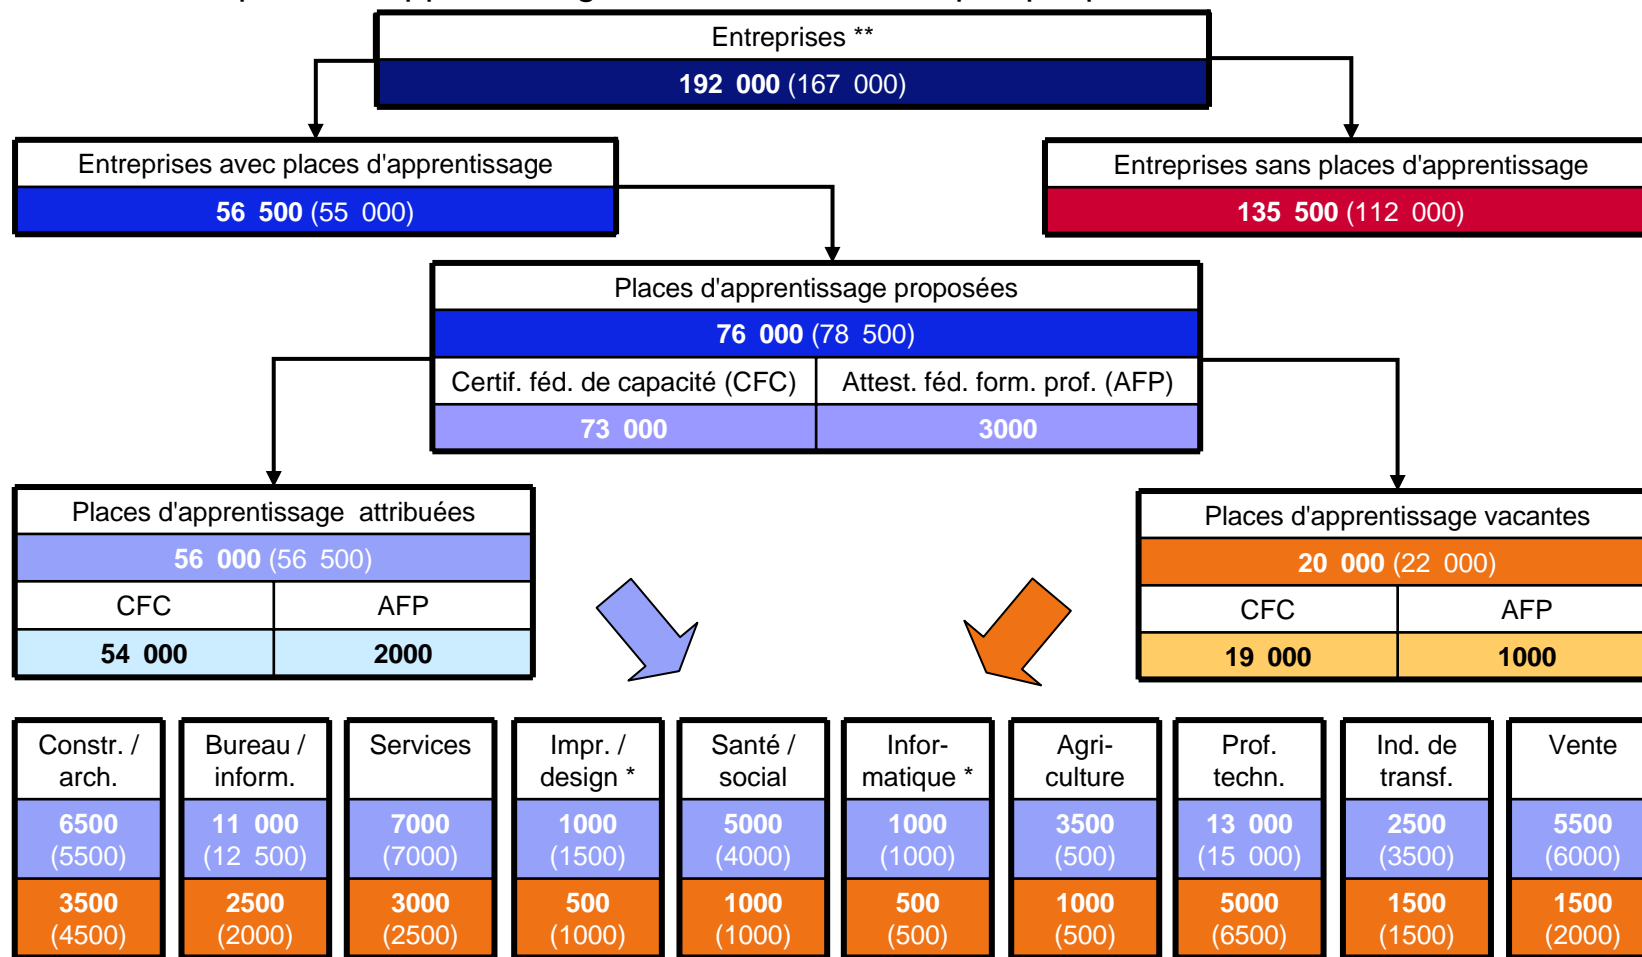 Entreprises **
192 000 (167 000)
Entreprises avec places d'apprentissage
56 500 (55 000)
Entreprises sans places d'apprentissage
135 500 (112 000)
Places d'apprentissage proposées
76 000 (78 500)
Certif. féd. de capacité (CFC)
Attest. féd. form. prof. (AFP)
73 000
3000
Places d'apprentissage attribuées
56 000 (56 500)
CFC
AFP
54 000
2000
Places d'apprentissage vacantes
20 000 (22 000)
CFC
AFP
19 000
1000
Constr. /
arch.
6500
(5500)
3500
(4500)
Bureau /
inform.
11 000
(12 500)
2500
(2000)
Services
7000
(7000)
3000
(2500)
Impr. /
design *
1000
(1500)
500
(1000)
Santé /
social
5000
(4000)
1000
(1000)
Infor-
matique *
1000
(1000)
500
(500)
Agri-
culture
3500
(500)
1000
(500)
Prof.
techn.
13 000
(15 000)
5000
(6500)
Ind. de
transf.
2500
(3500)
1500
(1500)
Vente
5500
(6000)
1500
(2000)